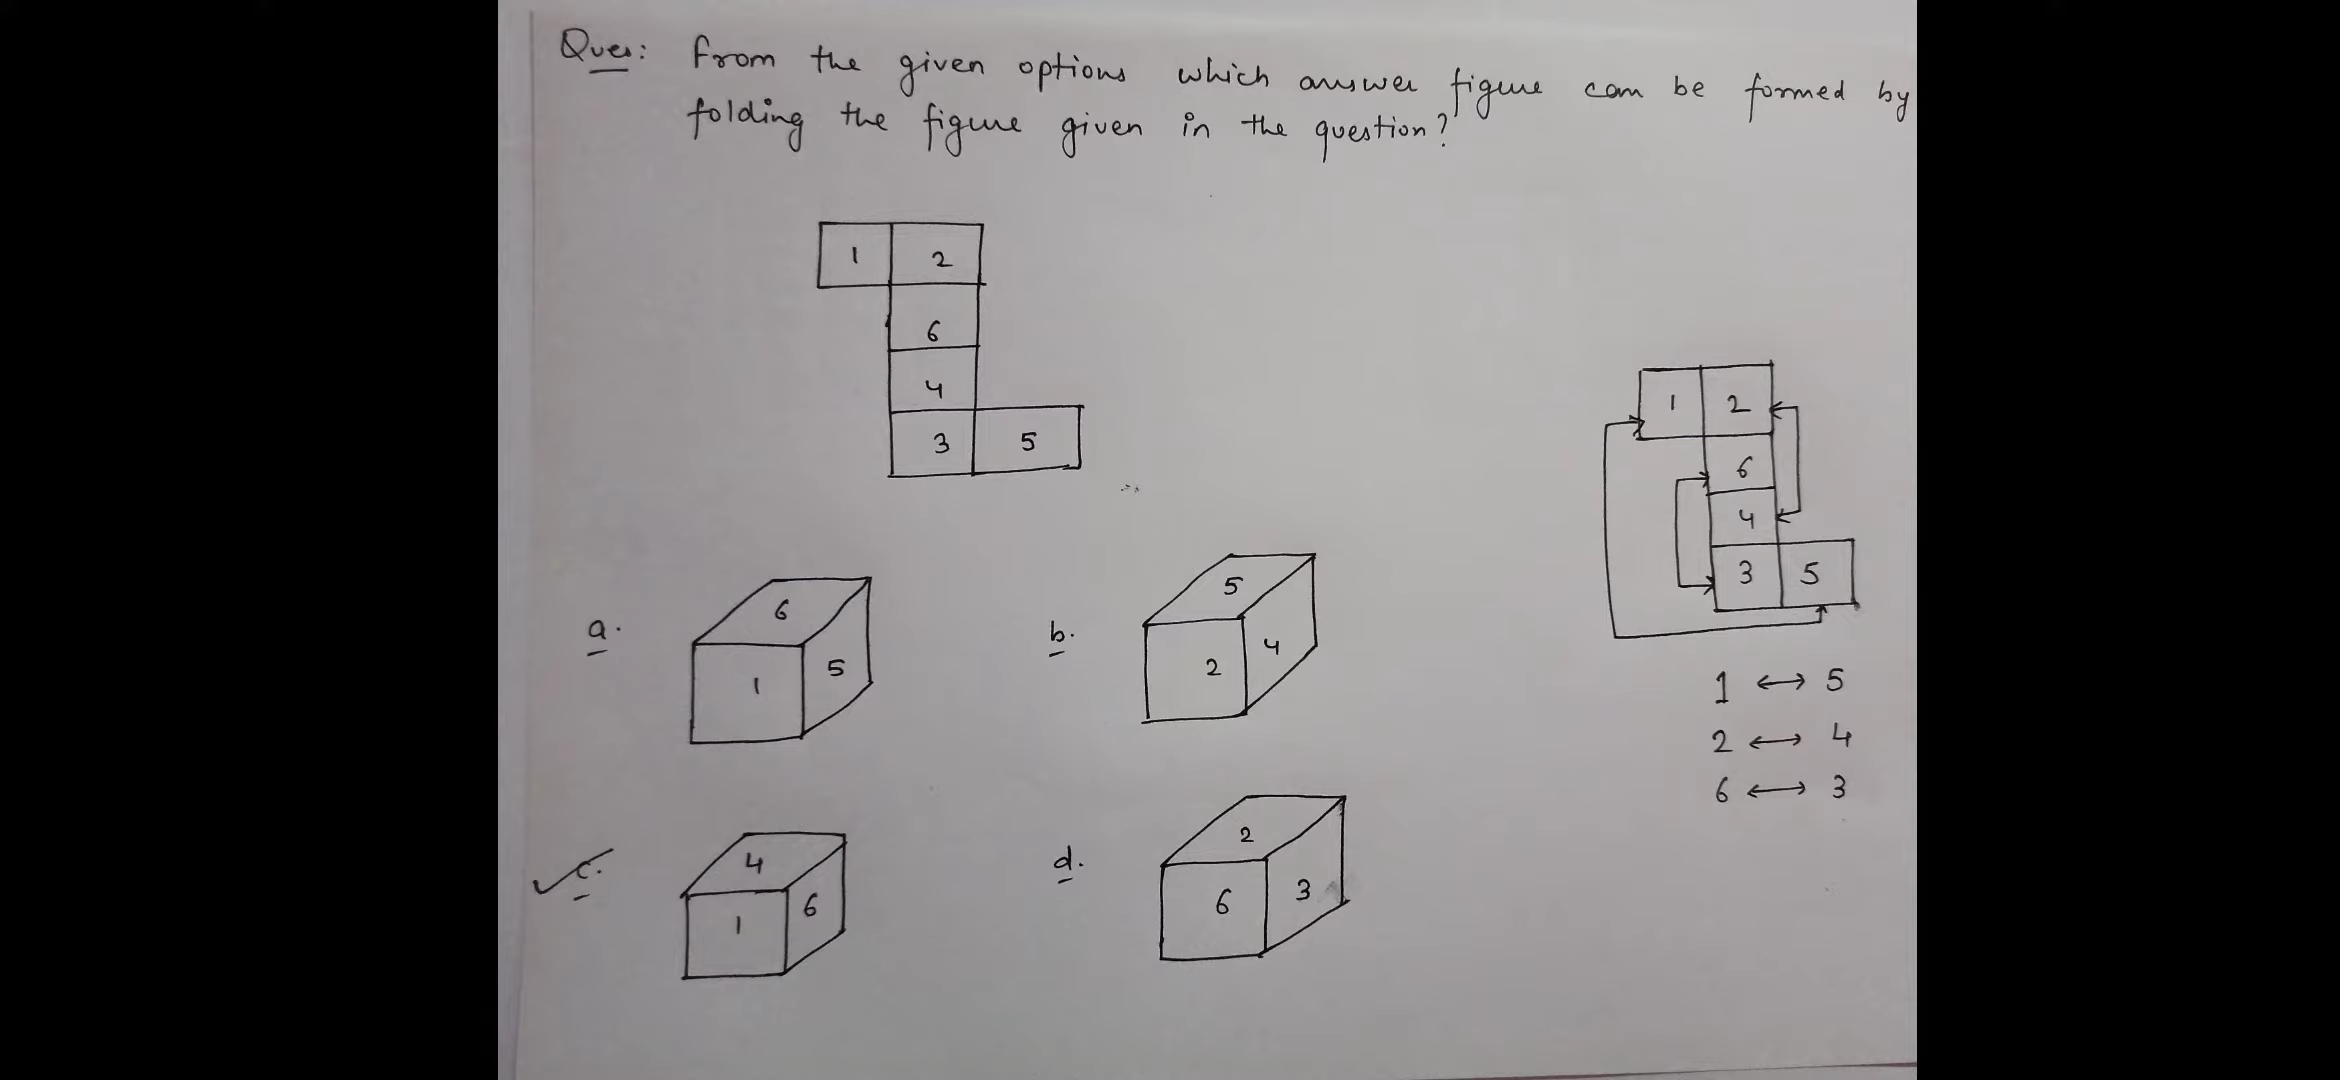 Ques: From the given options which answer figure can be formed by
folding the figure given in the question?
1 2
6
4
3 5
1 2
6
4
3 5
1 ↔ 5
2 ↔ 4
6 ↔ 3
a. 6 1 5
b. 5 2 4
c. 4 1 6
d. 2 6 3